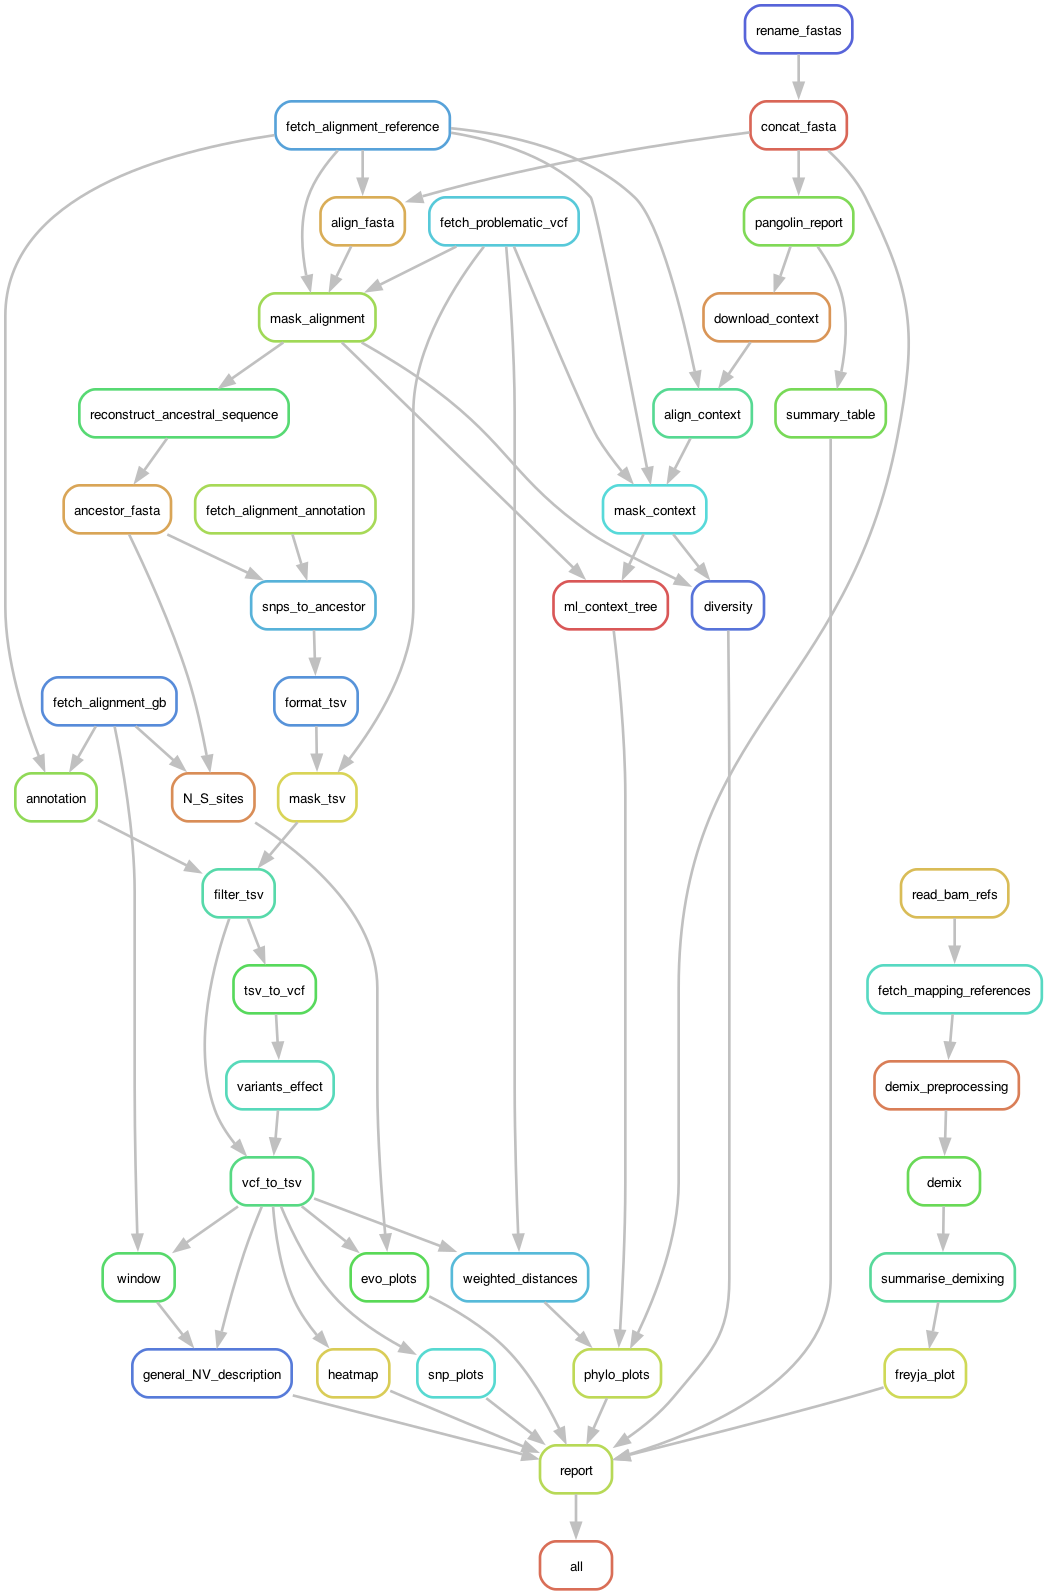 rename_fastas
fetch_alignment_reference
concat_fasta
align_fasta
fetch_problematic_vcf
pangolin_report
mask_alignment
download_context
reconstruct_ancestral_sequence
align_context
summary_table
ancestor_fasta
fetch_alignment_annotation
mask_context
snps_to_ancestor
ml_context_tree
diversity
fetch_alignment_gb
format_tsv
annotation
N_S_sites
mask_tsv
filter_tsv
read_bam_refs
tsv_to_vcf
fetch_mapping_references
variants_effect
demix_preprocessing
vcf_to_tsv
demix
window
evo_plots
weighted_distances
summarise_demixing
general_NV_description
heatmap
snp_plots
phylo_plots
freyja_plot
report
all